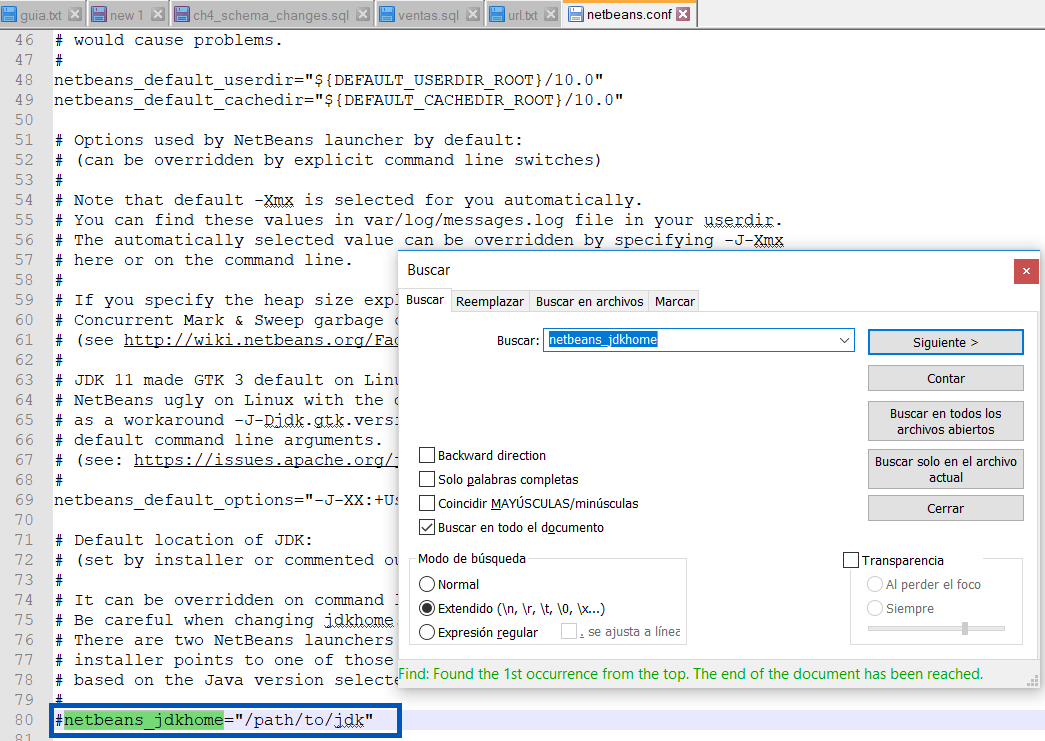 guia.txt new 1 ch4_schema_changes.sql ventas.sql url.txt netbeans.conf
46 # would cause problems.
47 #
48 netbeans_default_userdir="${DEFAULT_USERDIR_ROOT}/10.0"
49 netbeans_default_cachedir="${DEFAULT_CACHEDIR_ROOT}/10.0"
50
51 # Options used by NetBeans launcher by default:
52 # (can be overridden by explicit command line switches)
53 #
54 # Note that default -Xmx is selected for you automatically.
55 # You can find these values in var/log/messages.log file in your userdir.
56 # The automatically selected value can be overridden by specifying -J-Xmx
57 # here or on the command line.
58 #
59 # If you specify the heap size
60 # Concurrent Mark & Sweep garbage
61 # (see http://wiki.netbeans.org/
62 #
63 # JDK 11 made GTK 3 default on
64 # NetBeans ugly on Linux with the
65 # as a workaround -J-Djdk.gtk.
66 # default command line arguments.
67 # (see: https://issues.apache.org/
68 #
69 netbeans_default_options="-J-XX:
70
71 # Default location of JDK:
72 # (set by installer or commented
73 #
74 # It can be overridden on command
75 # Be careful when changing jdkhome
76 # There are two NetBeans launchers
77 # installer points to one of those
78 # based on the Java version
79 #
80 #netbeans_jdkhome="/path/to/jdk"
81
Buscar
Buscar Reemplazar Buscar en archivos Marcar
Buscar: netbeans_jdkhome
Siguiente >
Contar
Buscar en todos los
archivos abiertos
Buscar solo en el archivo
actual
Cerrar
Backward direction
Solo palabras completas
Coincidir MAYÚSCULAS/minúsculas
Buscar en todo el documento
Modo de búsqueda
Normal
Extendido (\n, \r, \t, \0, \x...)
Expresión regular . se ajusta a línea
Transparencia
Al perder el foco
Siempre
Find: Found the 1st occurrence from the top. The end of the document has been reached.